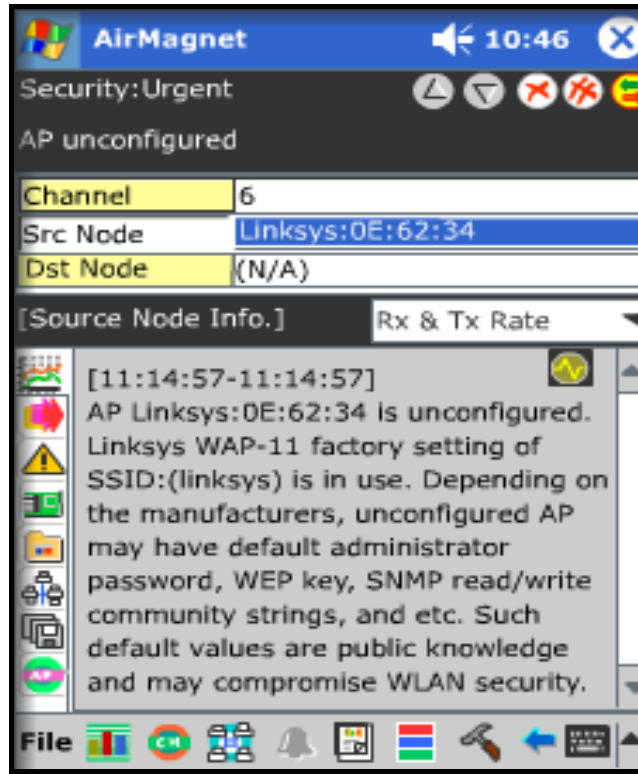 AirMagnet 10:46
Security:Urgent
AP unconfigured
Channel 6
Src Node Linksys:0E:62:34
Dst Node (N/A)
[Source Node Info.] Rx & Tx Rate
[11:14:57-11:14:57]
AP Linksys:0E:62:34 is unconfigured.
Linksys WAP-11 factory setting of
SSID:(linksys) is in use. Depending on
the manufacturers, unconfigured AP
may have default administrator
password, WEP key, SNMP read/write
community strings, and etc. Such
default values are public knowledge
and may compromise WLAN security.
AP
File CH